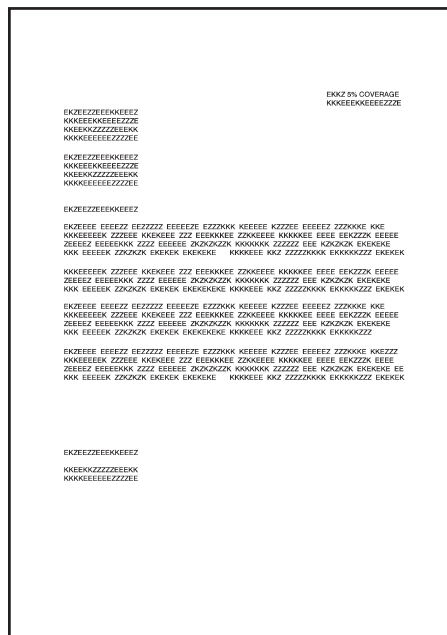 EKKZ 5% COVERAGE
KKKEEEKKEEEEZZZE
EKZEEZZEEEKKEEEZ
KKKEEEKKEEEEZZZE
KKEEKKZZZZZEEEKK
KKKKEEEEEEZZZZEE
EKZEEZZEEEKKEEEZ
KKKEEEKKEEEEZZZE
KKEEKKZZZZZEEEKK
KKKKEEEEEEZZZZEE
EKZEEZZEEEKKEEEZ
EKZEEEE EEEEZZ EEZZZZZ EEEEEZE EZZZKKK KEEEEE KZZZEE EEEEEZ ZZZKKKE KKE
KKKEEEEEK ZZZEEE KKEKEEE ZZZ EEEKKKEE ZZKKEEEE KKKKKEE EEEE EEKZZZK EEEEE
ZEEEEZ EEEEEKKK ZZZZ EEEEEE ZKZKZKZZK KKKKKKK ZZZZZZ EEE KZKZKZK EKEKEKE
KKK EEEEEK ZZKZKZK EKEKEK EKEKEKE KKKKEEE KKZ ZZZZZKKKK EKKKKKZZZ EKEKEK
KKKEEEEEK ZZZEEE KKEKEEE ZZZ EEEKKKEE ZZKKEEEE KKKKKEE EEEE EEKZZZK EEEEE
ZEEEEZ EEEEEKKK ZZZZ EEEEEE ZKZKZKZZK KKKKKKK ZZZZZZ EEE KZKZKZK EKEKEKE
KKK EEEEEK ZZKZKZK EKEKEK EKEKEKEKE KKKKEEE KKZ ZZZZZKKKK EKKKKKZZZ EKEKEK
EKZEEEE EEEEZZ EEZZZZZ EEEEEZE EZZZKKK KEEEEE KZZZEE EEEEEZ ZZZKKKE KKE
KKKEEEEEK ZZZEEE KKEKEEE ZZZ EEEKKKEE ZZKKEEEE KKKKKEE EEEE EEKZZZK EEEEE
ZEEEEZ EEEEEKKK ZZZZ EEEEEE ZKZKZKZZK KKKKKKK ZZZZZZ EEE KZKZKZK EKEKEKE
KKK EEEEEK ZZKZKZK EKEKEK EKEKEKEKE KKKKEEE KKZ ZZZZZKKKK EKKKKKZZZ
EKZEEEE EEEEZZ EEZZZZZ EEEEEZE EZZZKKK KEEEEE KZZZEE EEEEEZ ZZZKKKE KKEZZZ
KKKEEEEEK ZZZEEE KKEKEEE ZZZ EEEKKKEE ZZKKEEEE KKKKKEE EEEE EEKZZZK EEEE
ZEEEEZ EEEEEKKK ZZZZ EEEEEE ZKZKZKZZK KKKKKKK ZZZZZZ EEE KZKZKZK EKEKEKE EE
KKK EEEEEK ZZKZKZK EKEKEK EKEKEKE KKKKEEE KKZ ZZZZZKKKK EKKKKKZZZ EKEKEK
EKZEEZZEEEKKEEEZ
KKEEKKZZZZZEEEKK
KKKKEEEEEEZZZZEE